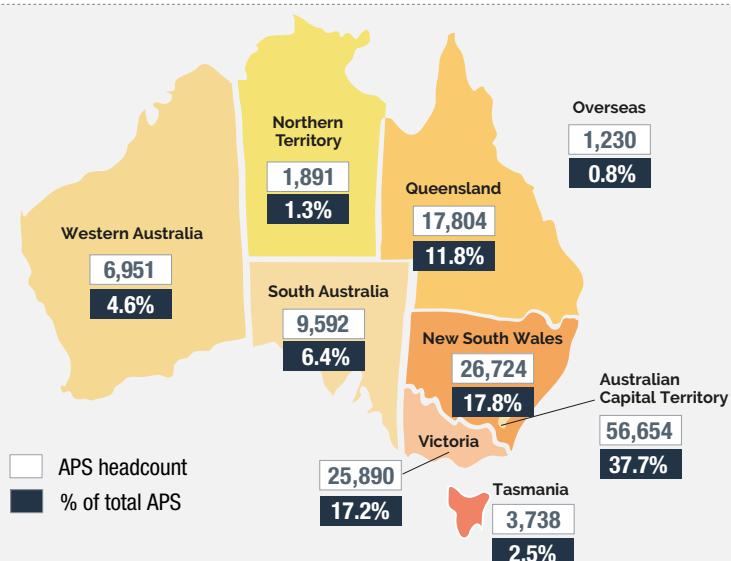 Northern
Territory
1,891
1.3%
Overseas
1,230
0.8%
Queensland
17,804
11.8%
Western Australia
6,951
4.6%
South Australia
9,592
6.4%
New South Wales
26,724
17.8%
Australian
Capital Territory
56,654
37.7%
Victoria
25,890
17.2%
Tasmania
3,738
2.5%
APS headcount
% of total APS